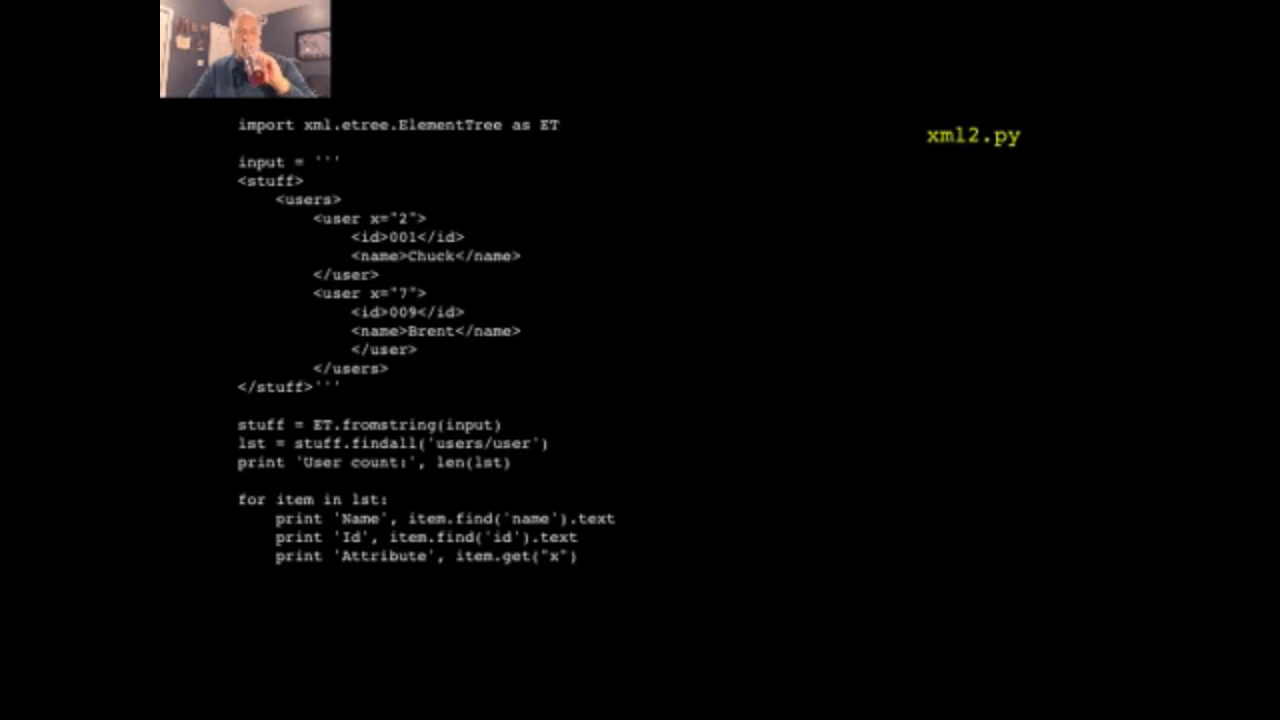 import xml.etree.ElementTree as ET
xml2.py
input = '''
<stuff>
    <users>
        <user x="2">
            <id>001</id>
            <name>Chuck</name>
        </user>
        <user x="7">
            <id>009</id>
            <name>Brent</name>
            </user>
        </users>
</stuff>'''
stuff = ET.fromstring(input)
lst = stuff.findall('users/user')
print 'User count:', len(lst)
for item in lst:
    print 'Name', item.find('name').text
    print 'Id', item.find('id').text
    print 'Attribute', item.get("x")